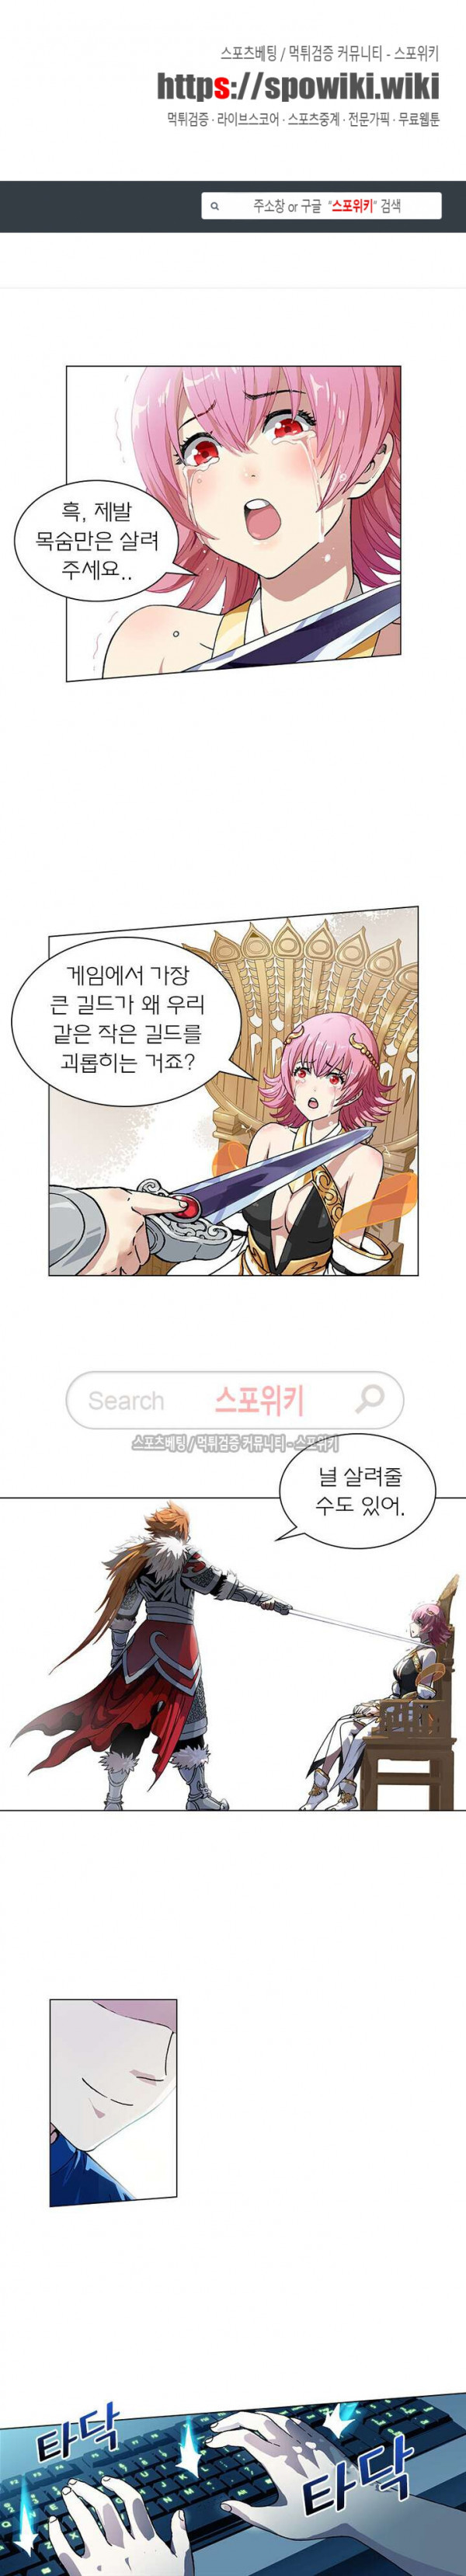 스포츠베팅 / 먹튀검증 커뮤니티 - 스포위키
https://spowiki.wiki
먹튀검증 · 라이브스코어 · 스포츠중계 · 전문가픽 · 무료웹툰
주소창 or 구글 "스포위키" 검색
흑, 제발
목숨만은 살려
주세요..
게임에서 가장
큰 길드가 왜 우리
같은 작은 길드를
괴롭히는 거죠?
Search 스포위키
스포츠베팅 / 먹튀검증 커뮤니티 - 스포위키
널 살려줄
수도 있어.
타닥
타닥